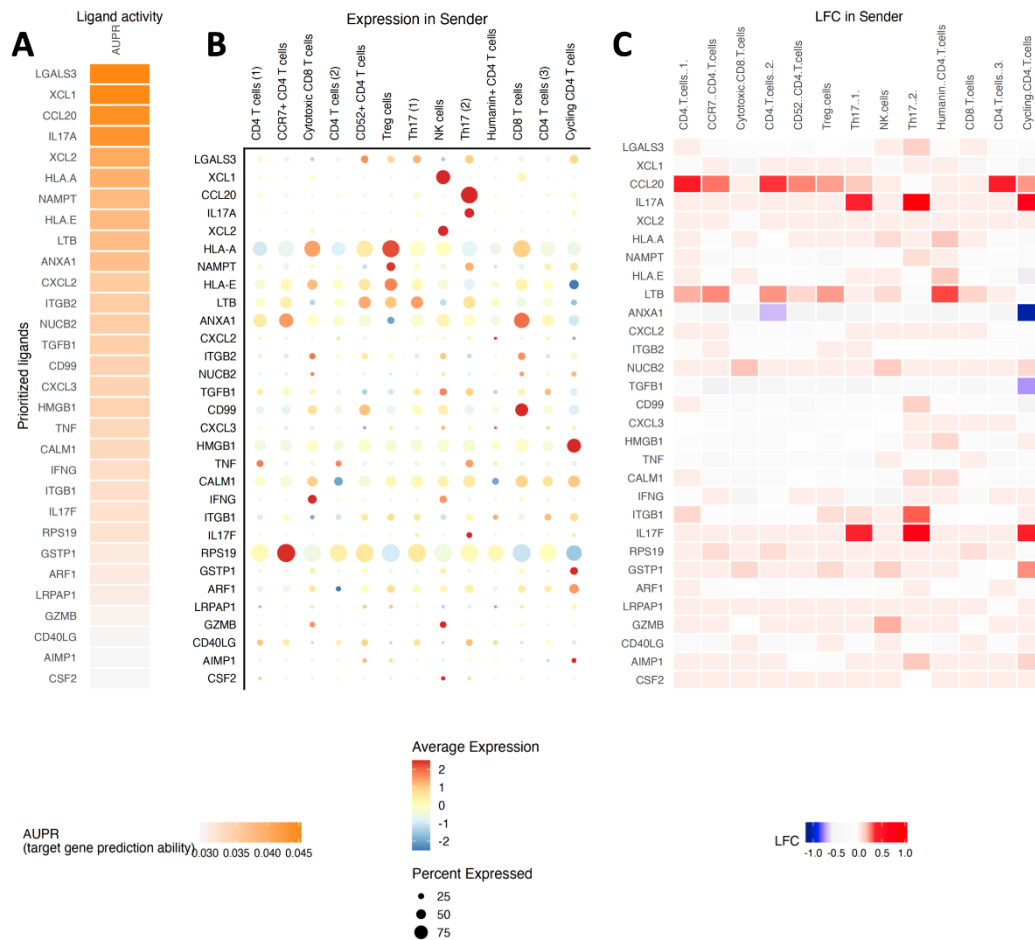 Ligand activity
Expression in Sender
LFC in Sender
A
B
C
AUPR
LGALS3
XCL1
CCL20
IL17A
XCL2
HLA.A
NAMPT
HLA.E
LTB
ANXA1
CXCL2
ITGB2
NUCB2
TGFB1
CD99
CXCL3
HMGB1
TNF
CALM1
IFNG
ITGB1
IL17F
RPS19
GSTP1
ARF1
LRPAP1
GZMB
CD40LG
AIMP1
CSF2
Prioritized ligands
CD4 T cells (1)
CCR7+ CD4 T cells
Cytotoxic CD8 T cells
CD4 T cells (2)
CD52+ CD4 T cells
Treg cells
Th17 (1)
NK cells
Th17 (2)
Humanin+ CD4 T cells
CD8 T cells
CD4 T cells (3)
Cycling CD4 T cells
LGALS3
XCL1
CCL20
IL17A
XCL2
HLA-A
NAMPT
HLA-E
LTB
ANXA1
CXCL2
ITGB2
NUCB2
TGFB1
CD99
CXCL3
HMGB1
TNF
CALM1
IFNG
ITGB1
IL17F
RPS19
GSTP1
ARF1
LRPAP1
GZMB
CD40LG
AIMP1
CSF2
CD4.T.cells..1.
CCR7..CD4.T.cells
Cytotoxic.CD8.T.cells
CD4.T.cells..2.
CD52..CD4.T.cells
Treg.cells
Th17..1.
NK.cells
Th17..2.
Humanin..CD4.T.cells
CD8.T.cells
CD4.T.cells..3.
Cycling.CD4.T.cells
LGALS3
XCL1
CCL20
IL17A
XCL2
HLA.A
NAMPT
HLA.E
LTB
ANXA1
CXCL2
ITGB2
NUCB2
TGFB1
CD99
CXCL3
HMGB1
TNF
CALM1
IFNG
ITGB1
IL17F
RPS19
GSTP1
ARF1
LRPAP1
GZMB
CD40LG
AIMP1
CSF2
AUPR
(target gene prediction ability)
0.030 0.035 0.040 0.045
Average Expression
2
1
0
-1
-2
Percent Expressed
25
50
75
LFC
-1.0 -0.5 0.0 0.5 1.0